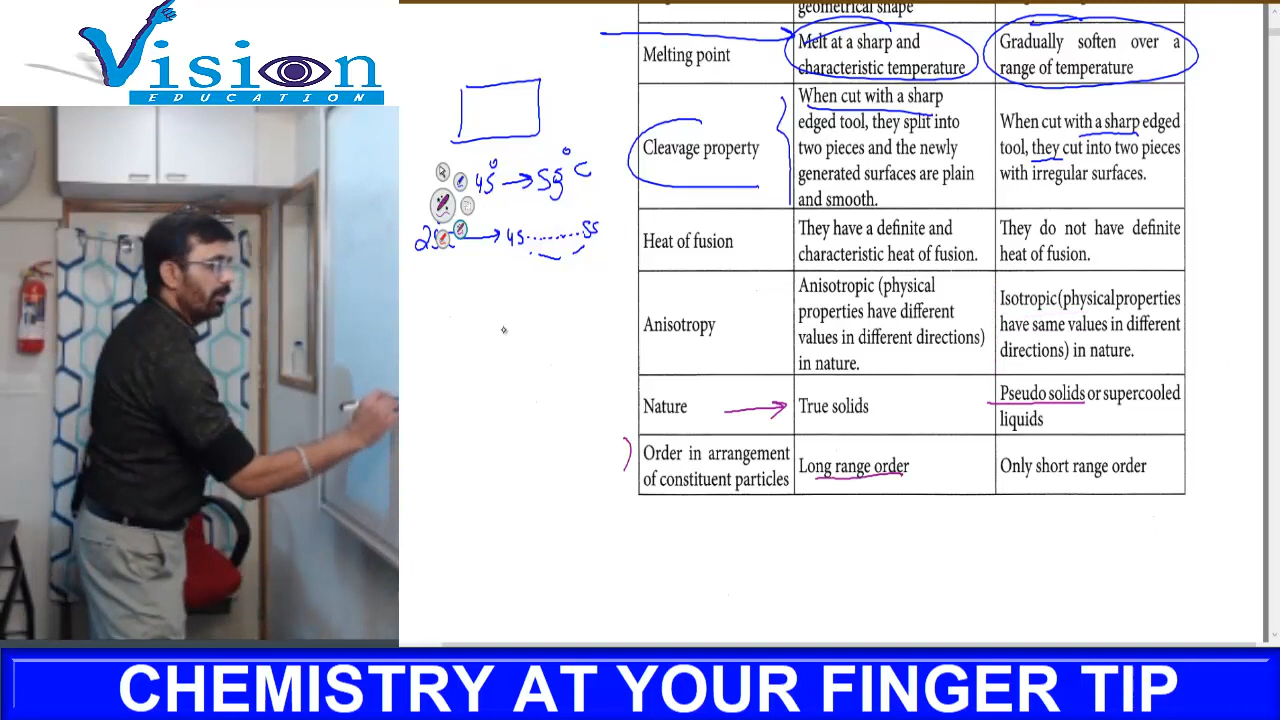 Vision
EDUCATION
geometrical shape
Melting point
Melt at a sharp and
characteristic temperature
Gradually soften over a
range of temperature
Cleavage property
When cut with a sharp
edged tool, they split into
two pieces and the newly
generated surfaces are plain
and smooth.
When cut with a sharp edged
tool, they cut into two pieces
with irregular surfaces.
45° → 55° C
→ 45........55
Heat of fusion
They have a definite and
characteristic heat of fusion.
They do not have definite
heat of fusion.
Anisotropy
Anisotropic (physical
properties have different
values in different directions)
in nature.
Isotropic (physical properties
have same values in different
directions) in nature.
Nature
True solids
Pseudo solids or supercooled
liquids
Order in arrangement
of constituent particles
Long range order
Only short range order
CHEMISTRY AT YOUR FINGER TIP